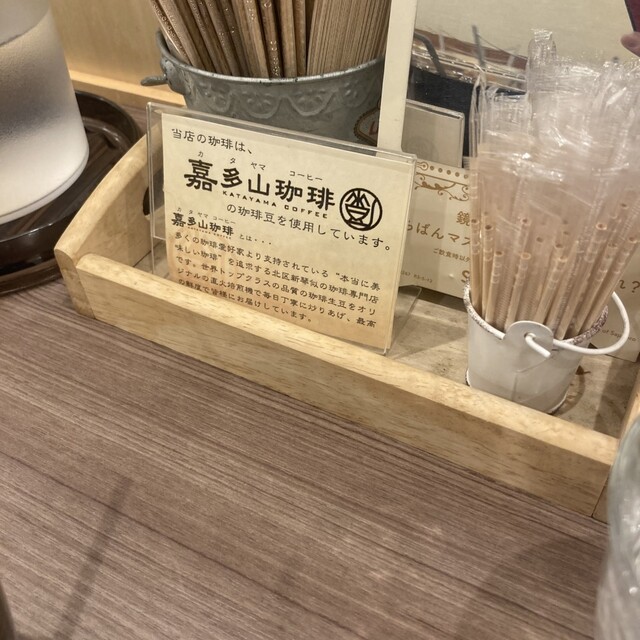 当店の珈琲は、
カタヤマ コーヒー
嘉多山珈琲
KATAYAMA COFFEE
の珈琲豆を使用しています。
カタヤマ コーヒー
嘉多山珈琲 とは・・・
多くの珈琲愛好家より支持されている“本当に美
味しい珈琲”を提供する北区新琴似の珈琲専門店
です。世界トップクラスの品質の珈琲生豆をオリ
ジナルの直火焙煎機で毎日丁寧に炒りあげ、最高
の鮮度で皆様にお届けしています。